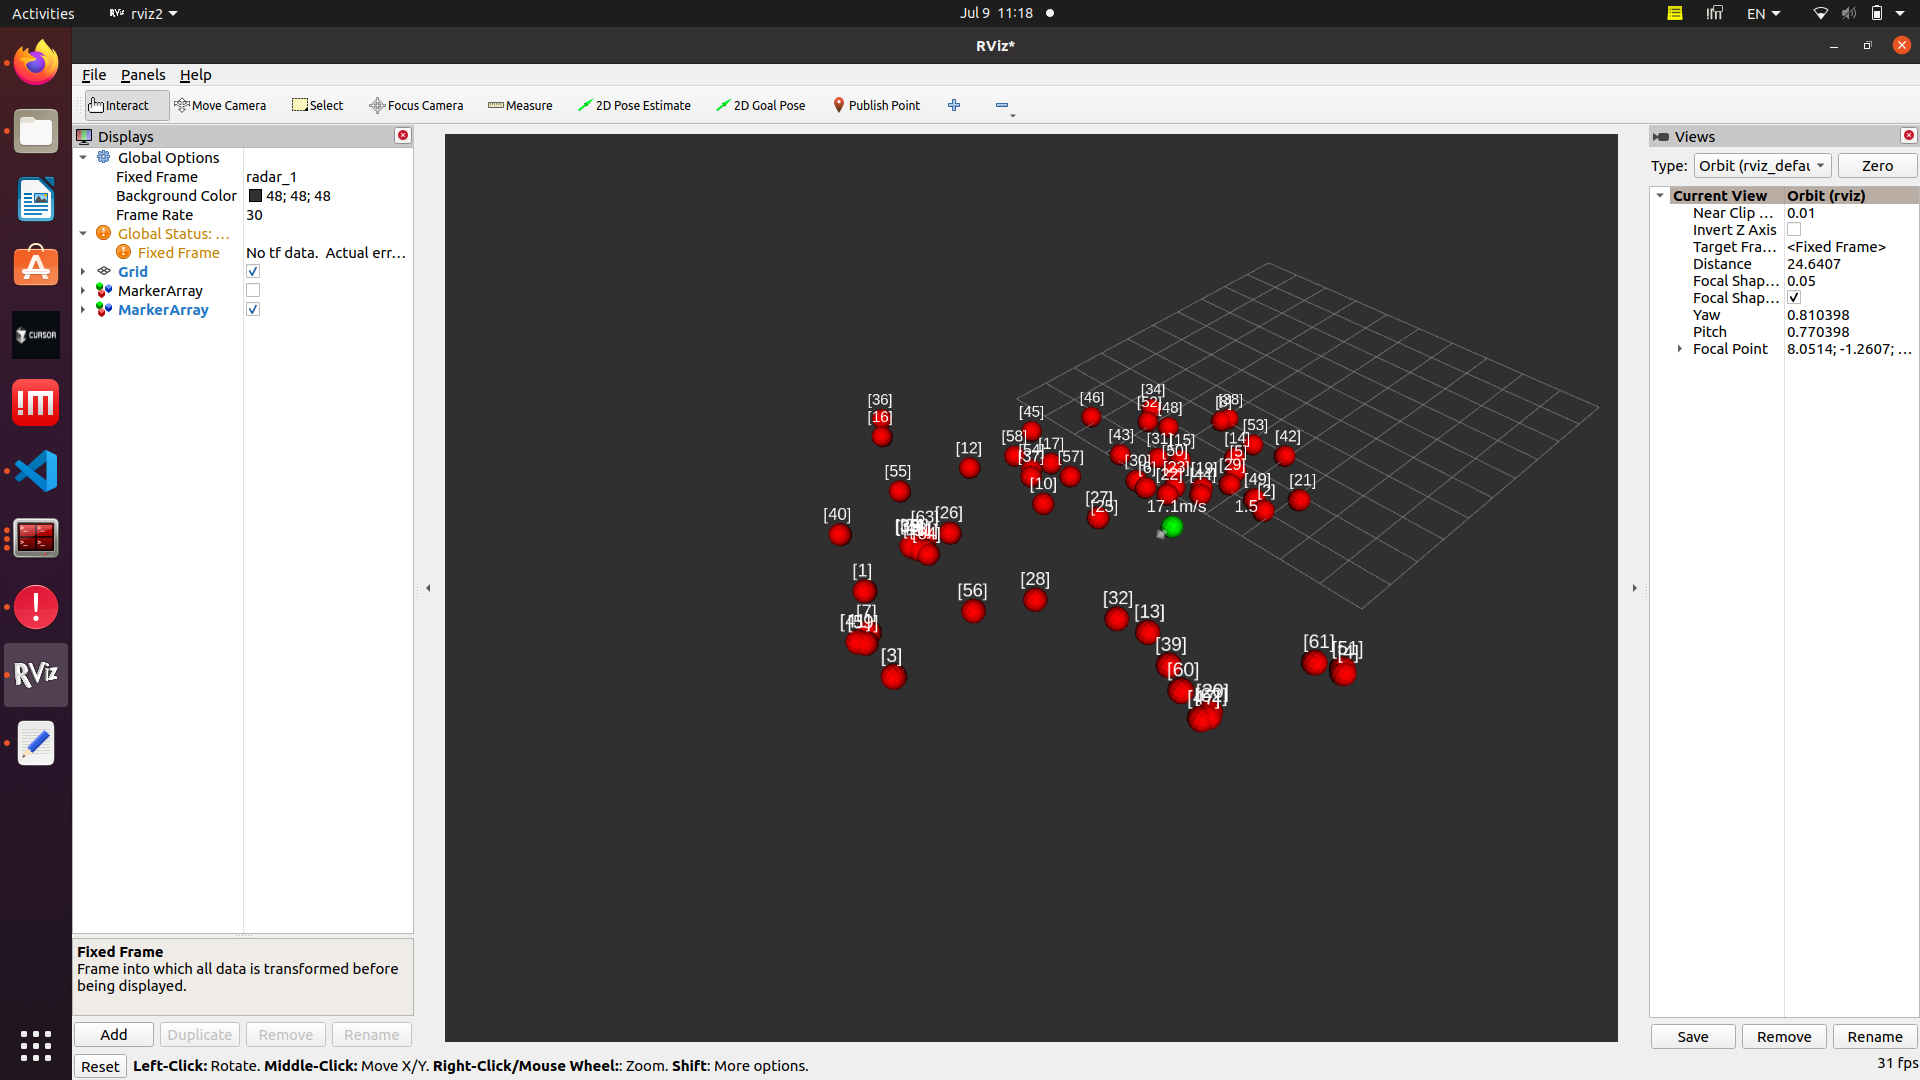 Activities
rviz2
Jul 9 11:18
EN
RViz*
File Panels Help
Interact Move Camera Select Focus Camera Measure 2D Pose Estimate 2D Goal Pose Publish Point
Displays
Global Options
Fixed Frame radar_1
Background Color 48; 48; 48
Frame Rate 30
Global Status: ...
Fixed Frame No tf data. Actual err...
Grid
MarkerArray
MarkerArray
Fixed Frame
Frame into which all data is transformed before
being displayed.
Add Duplicate Remove Rename
Reset Left-Click: Rotate. Middle-Click: Move X/Y. Right-Click/Mouse Wheel:: Zoom. Shift: More options.
31 fps
CURSOR
RViz
[36]
[16]
[34]
[46]
[52]
[48]
[45]
[53]
[42]
[58]
[17]
[43]
[31]
[15]
[14]
[12]
[37]
[57]
[30]
[50]
[5]
[29]
[55]
[10]
[6]
[22]
[23]
[19]
[44]
[49]
[2]
[21]
[27]
[25]
17.1m/s 1.5
[40]
[63]
[26]
[1]
[56]
[28]
[7]
[59]
[3]
[32]
[13]
[39]
[60]
[47]
[61]
[51]
[4]
Views
Type: Orbit (rviz_defau Zero
Current View Orbit (rviz)
Near Clip ... 0.01
Invert Z Axis
Target Fra... <Fixed Frame>
Distance 24.6407
Focal Shap... 0.05
Focal Shap...
Yaw 0.810398
Pitch 0.770398
Focal Point 8.0514; -1.2607; ...
Save Remove Rename